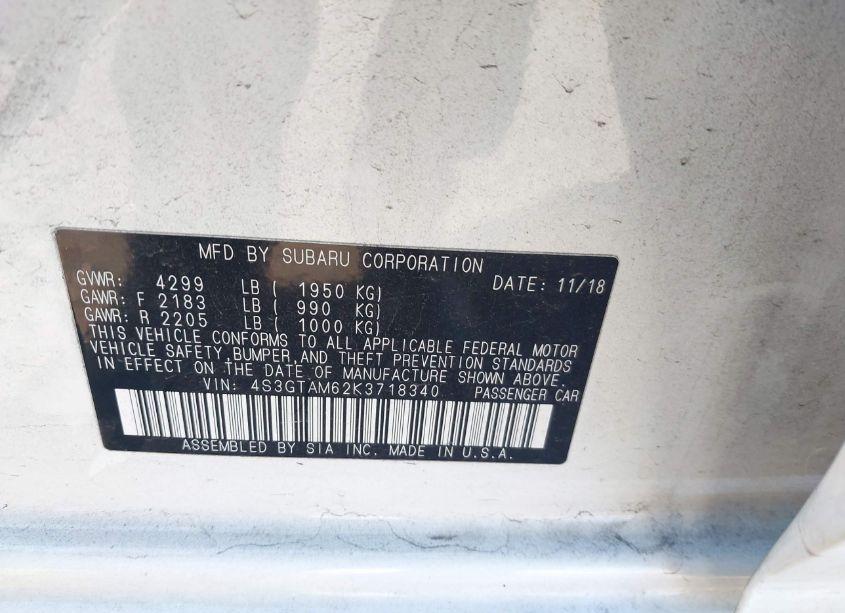 MFD BY SUBARU CORPORATION
GVWR: 4299 LB ( 1950 KG) DATE: 11/18
GAWR: F 2183 LB ( 990 KG)
GAWR: R 2205 LB ( 1000 KG)
THIS VEHICLE CONFORMS TO ALL APPLICABLE FEDERAL MOTOR
VEHICLE SAFETY, BUMPER, AND THEFT PREVENTION STANDARDS
IN EFFECT ON THE DATE OF MANUFACTURE SHOWN ABOVE.
VIN: 4S3GTAM62K3718340 PASSENGER CAR
ASSEMBLED BY SIA INC. MADE IN U.S.A.